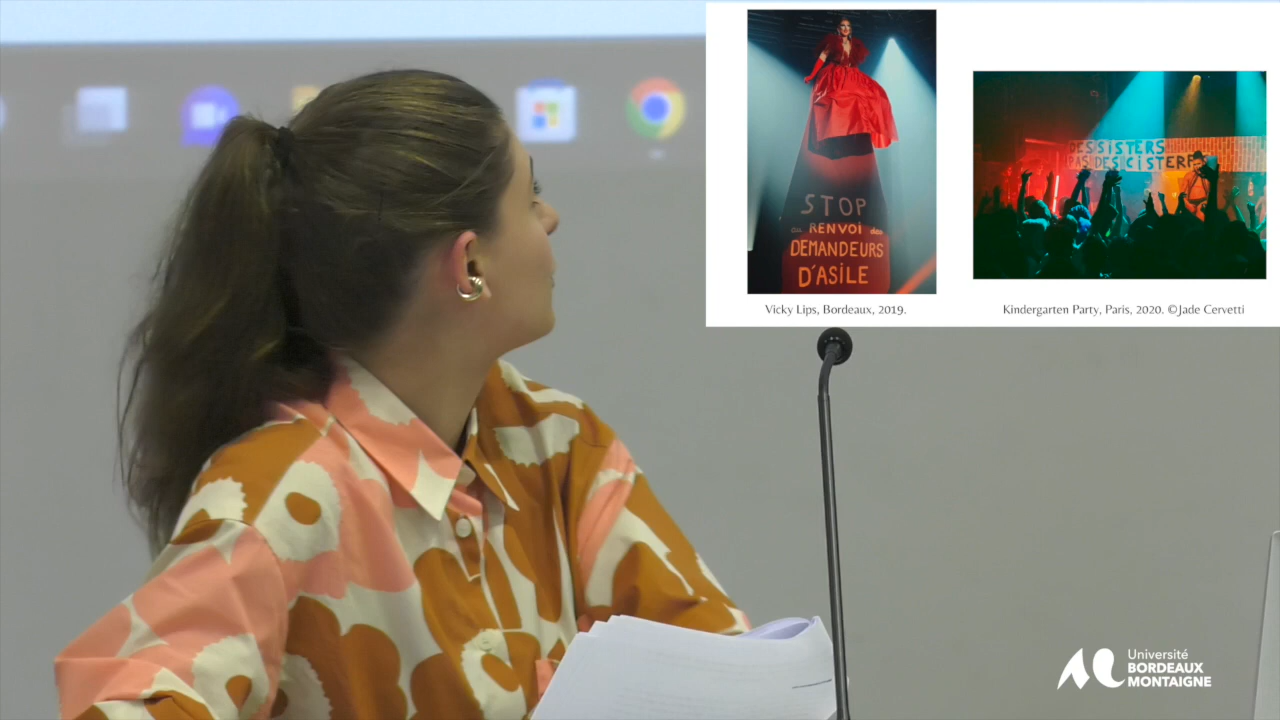 STOP
au RENVOI des
DEMANDEURS
D'ASILE
DES SISTERS
PAS DES CISTERF
Vicky Lips, Bordeaux, 2019.
Kindergarten Party, Paris, 2020. ©Jade Cervetti
Université
BORDEAUX
MONTAIGNE